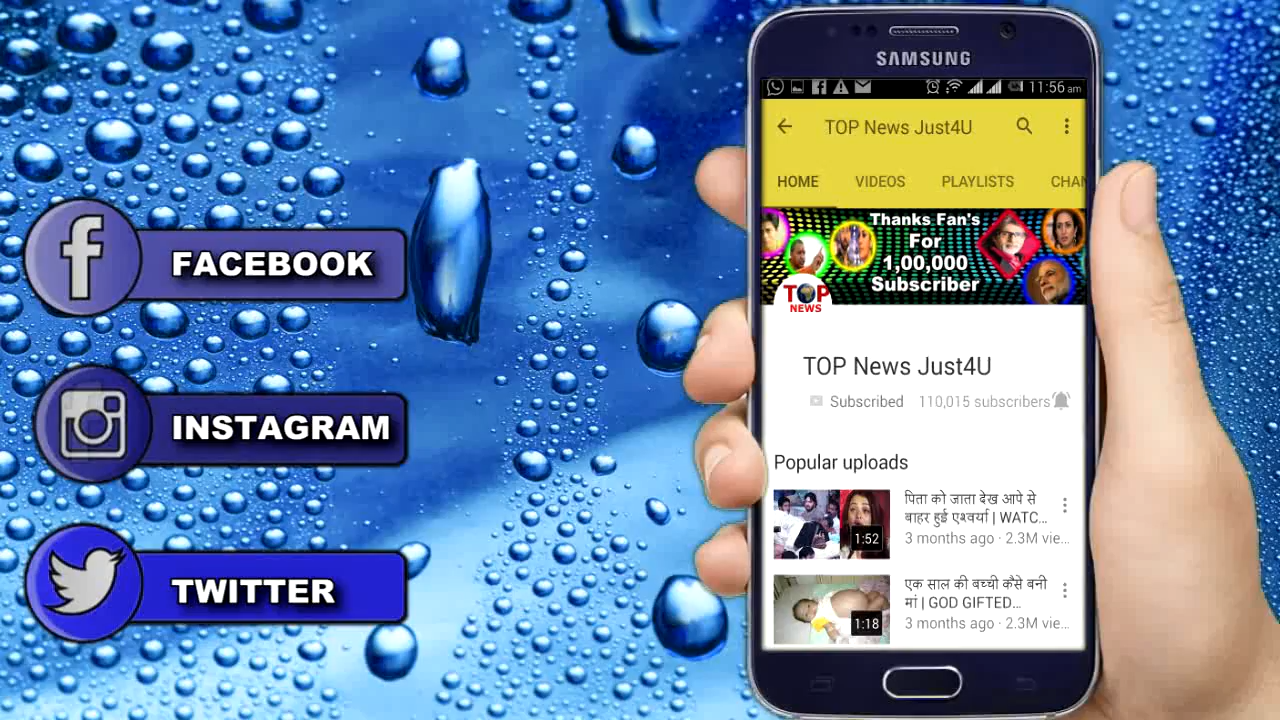 FACEBOOK
INSTAGRAM
TWITTER
SAMSUNG
11:56 am
TOP News Just4U
HOME VIDEOS PLAYLISTS CHAN
Thanks Fan's
For
1,00,000
Subscriber
TOP
NEWS
TOP News Just4U
Subscribed 110,015 subscribers
Popular uploads
पिता को जाता देख आपे से
बाहर हुई एश्वर्या | WATC...
3 months ago · 2.3M vie...
1:52
एक साल की बच्ची कैसे बनी
मां | GOD GIFTED...
3 months ago · 2.3M vie...
1:18